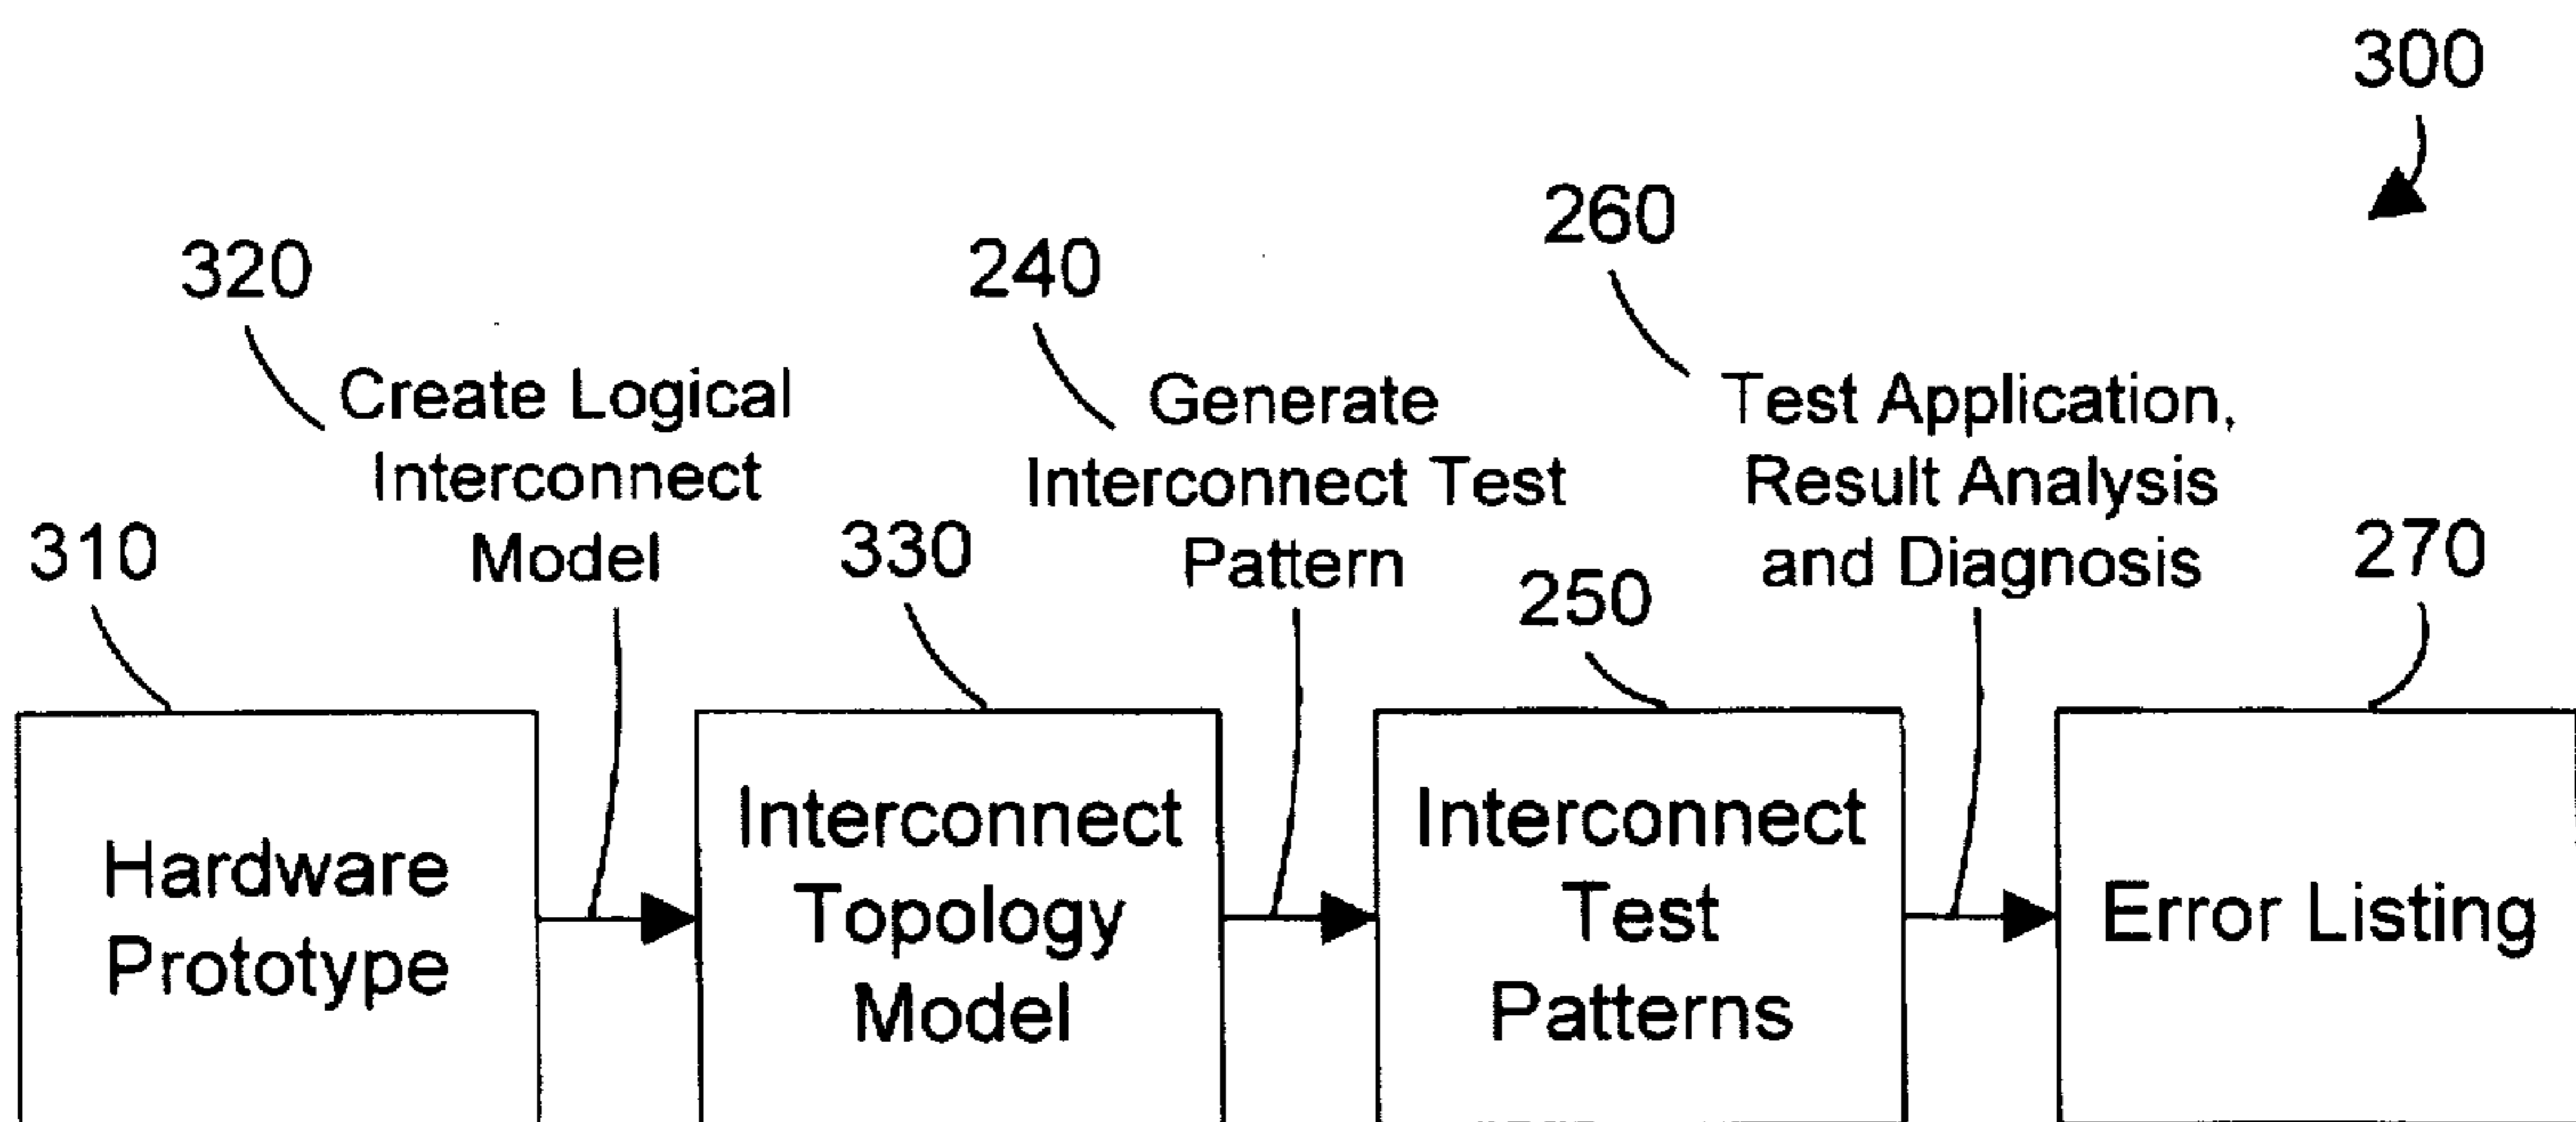 300
260
320
240
Create Logical
Interconnect
Model
Generate
Interconnect Test
Pattern
Test Application,
Result Analysis
and Diagnosis
310
330
250
270
Hardware
Prototype
Interconnect
Topology
Model
Interconnect
Test
Patterns
Error Listing